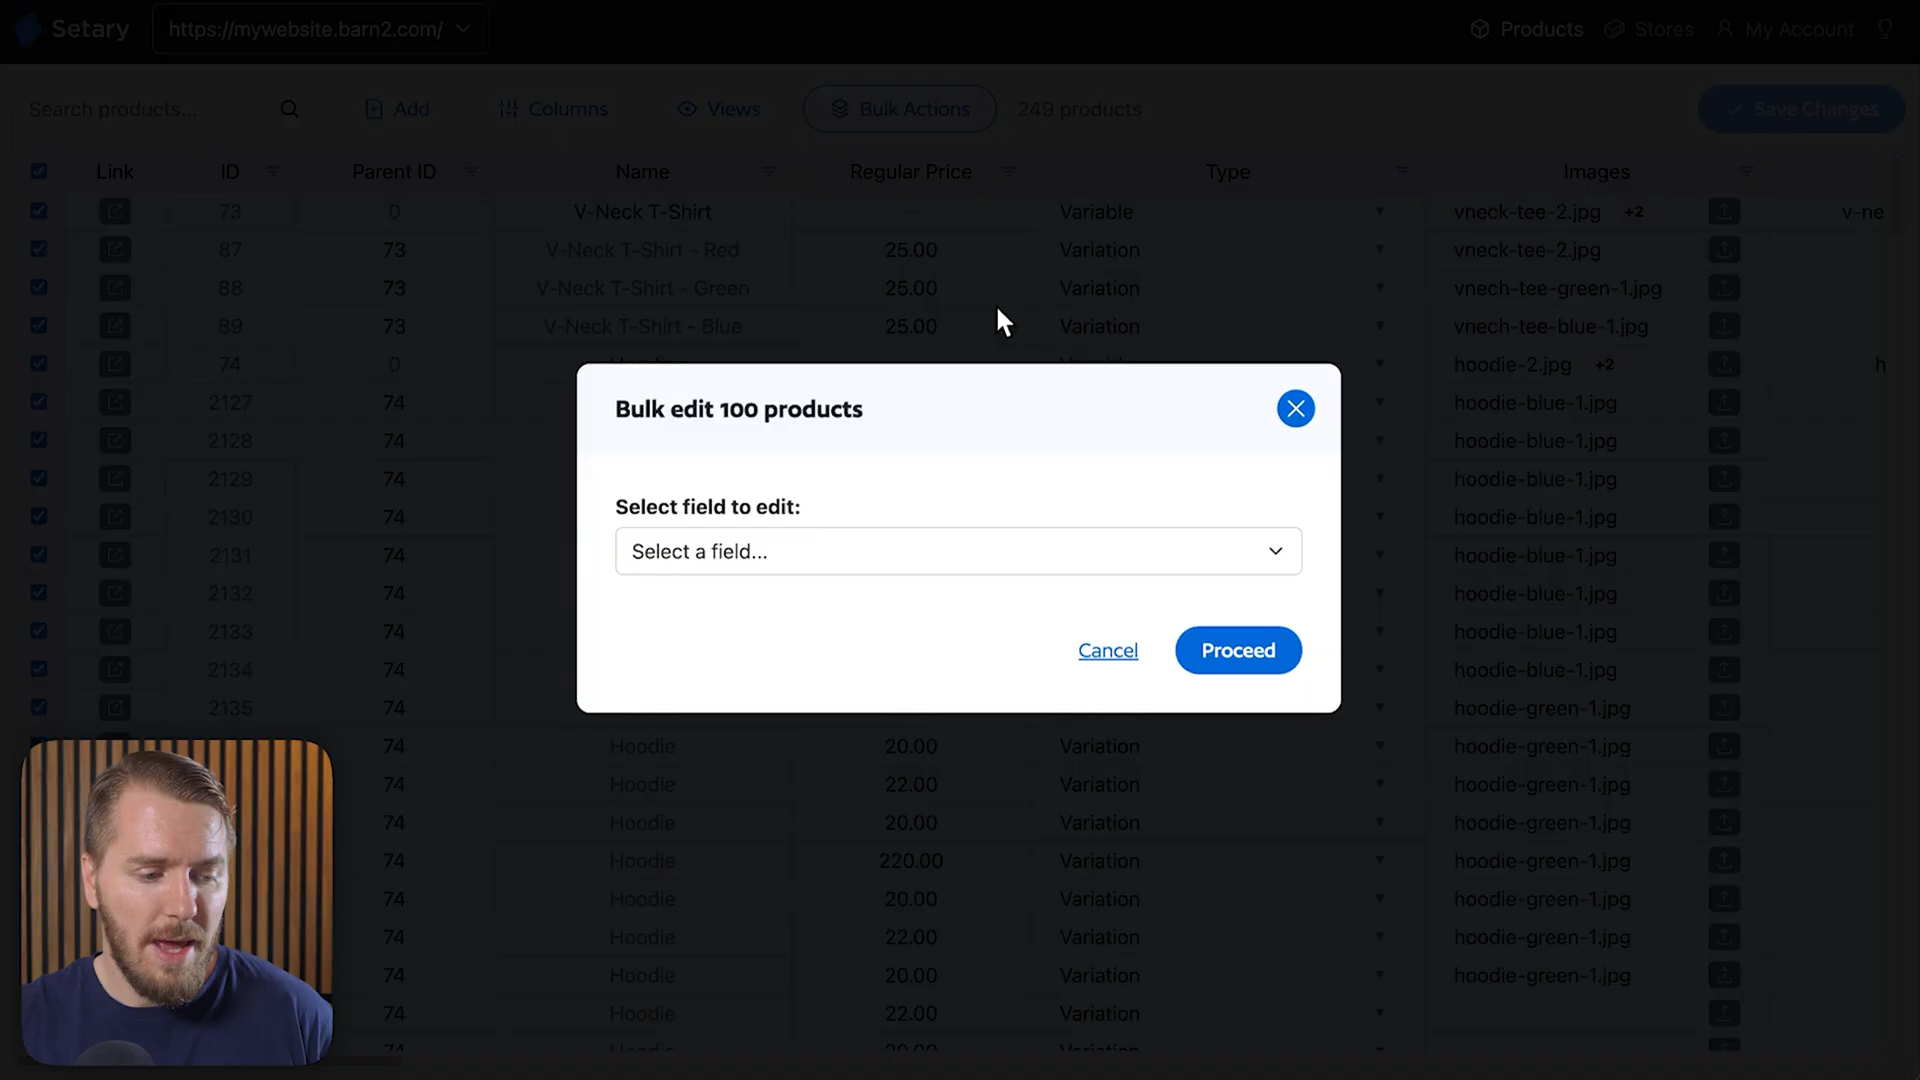 Setary https://mywebsite.barn2.com/ Products Stores My Account
Search products... Add Columns Views Bulk Actions 249 products Save Changes
Link ID Parent ID Name Regular Price Type Images
73 0 V-Neck T-Shirt Variable vneck-tee-2.jpg +2 v-ne
87 73 V-Neck T-Shirt - Red 25.00 Variation vneck-tee-2.jpg
88 73 V-Neck T-Shirt - Green 25.00 Variation vnech-tee-green-1.jpg
89 73 V-Neck T-Shirt - Blue 25.00 Variation vnech-tee-blue-1.jpg
74 0 hoodie-2.jpg +2 h
2127 74 hoodie-blue-1.jpg
Bulk edit 100 products
2128 74 hoodie-blue-1.jpg
2129 74 hoodie-blue-1.jpg
Select field to edit:
2130 74 hoodie-blue-1.jpg
Select a field...
2131 74 hoodie-blue-1.jpg
2132 74 hoodie-blue-1.jpg
2133 74 hoodie-blue-1.jpg
Cancel Proceed
2134 74 hoodie-blue-1.jpg
2135 74 hoodie-green-1.jpg
74 Hoodie 20.00 Variation hoodie-green-1.jpg
74 Hoodie 22.00 Variation hoodie-green-1.jpg
74 Hoodie 20.00 Variation hoodie-green-1.jpg
74 Hoodie 220.00 Variation hoodie-green-1.jpg
74 Hoodie 20.00 Variation hoodie-green-1.jpg
74 Hoodie 22.00 Variation hoodie-green-1.jpg
74 Hoodie 20.00 Variation hoodie-green-1.jpg
74 Hoodie 22.00 Variation